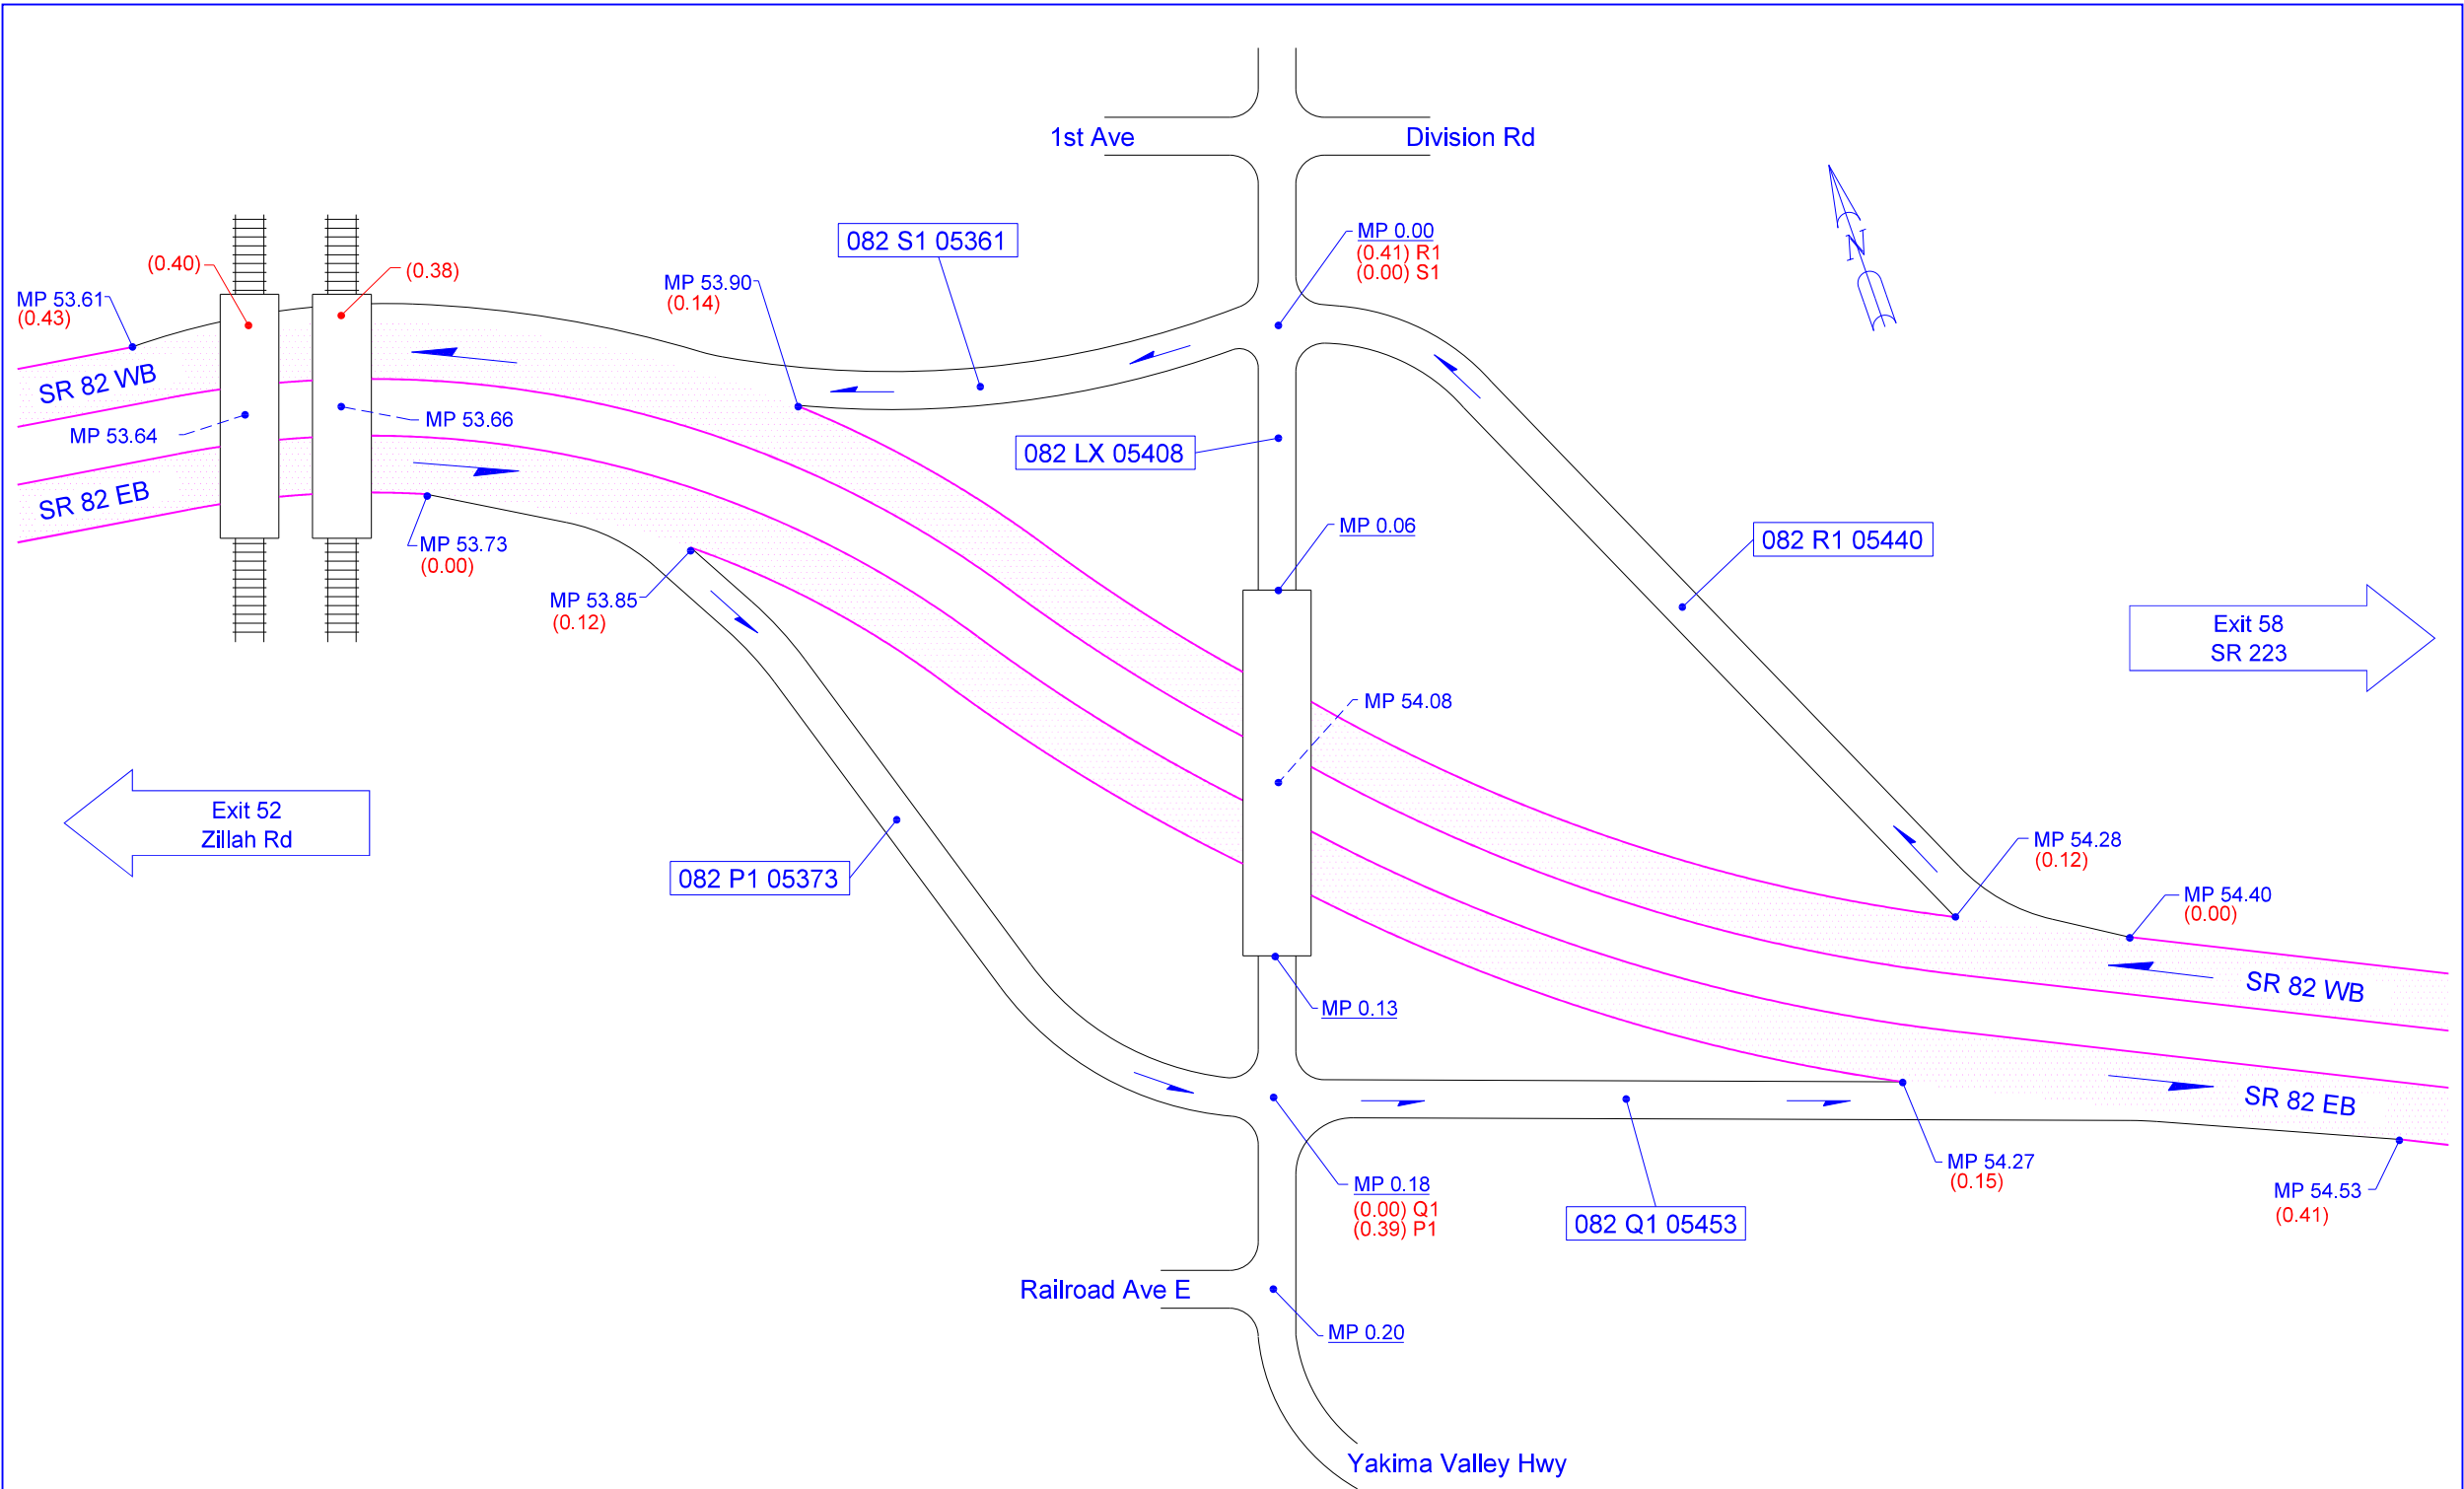 1st Ave
Division Rd
082 S1 05361
MP 0.00
(0.41) R1
(0.00) S1
N
(0.40)
(0.38)
MP 53.61
(0.43)
MP 53.90
(0.14)
SR 82 WB
MP 53.64
MP 53.66
082 LX 05408
SR 82 EB
MP 53.73
(0.00)
MP 0.06
082 R1 05440
MP 53.85
(0.12)
Exit 58
SR 223
MP 54.08
Exit 52
Zillah Rd
082 P1 05373
MP 54.28
(0.12)
MP 54.40
(0.00)
SR 82 WB
MP 0.13
SR 82 EB
MP 54.27
(0.15)
MP 0.18
(0.00) Q1
(0.39) P1
082 Q1 05453
MP 54.53
(0.41)
Railroad Ave E
MP 0.20
Yakima Valley Hwy